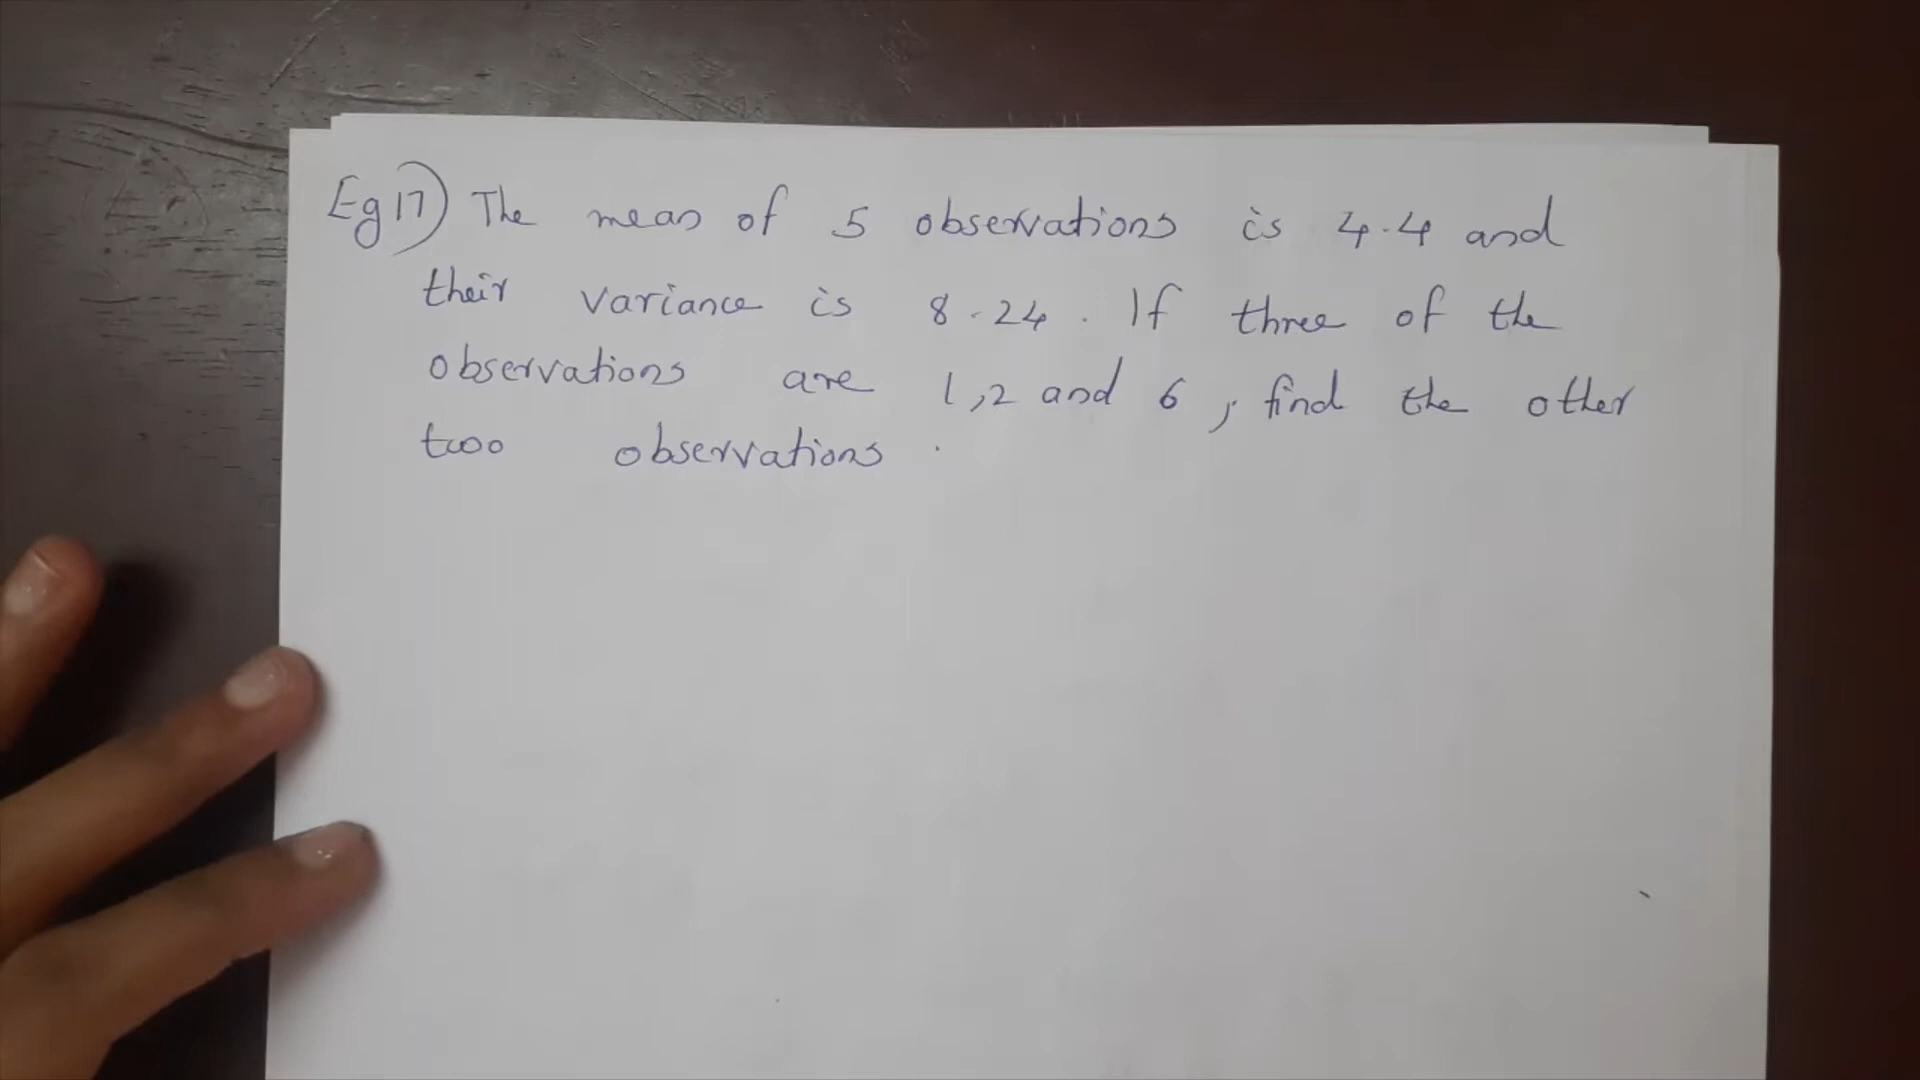 Eg 17) The mean of 5 observations is 4.4 and
their variance is 8.24. If three of the
observations are 1,2 and 6, find the other
two observations.